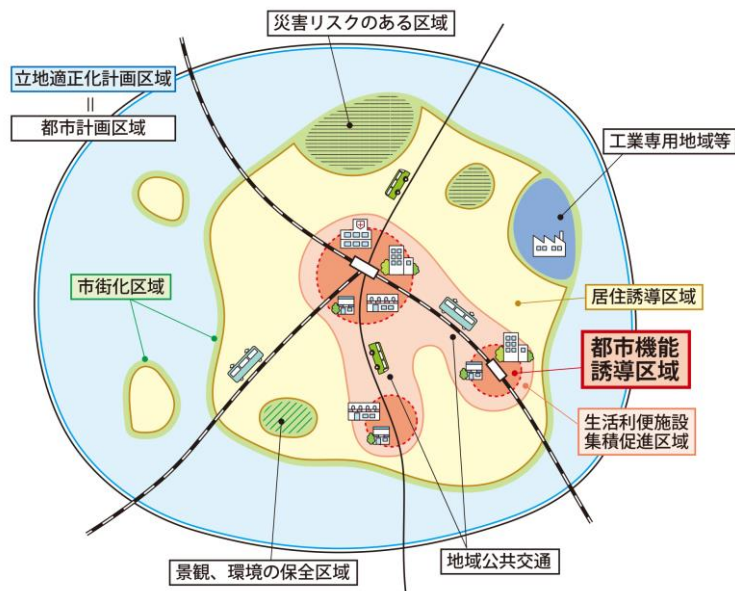 災害リスクのある区域
立地適正化計画区域
=
都市計画区域
工業専用地域等
市街化区域
居住誘導区域
都市機能
誘導区域
生活利便施設
集積促進区域
地域公共交通
景観、環境の保全区域